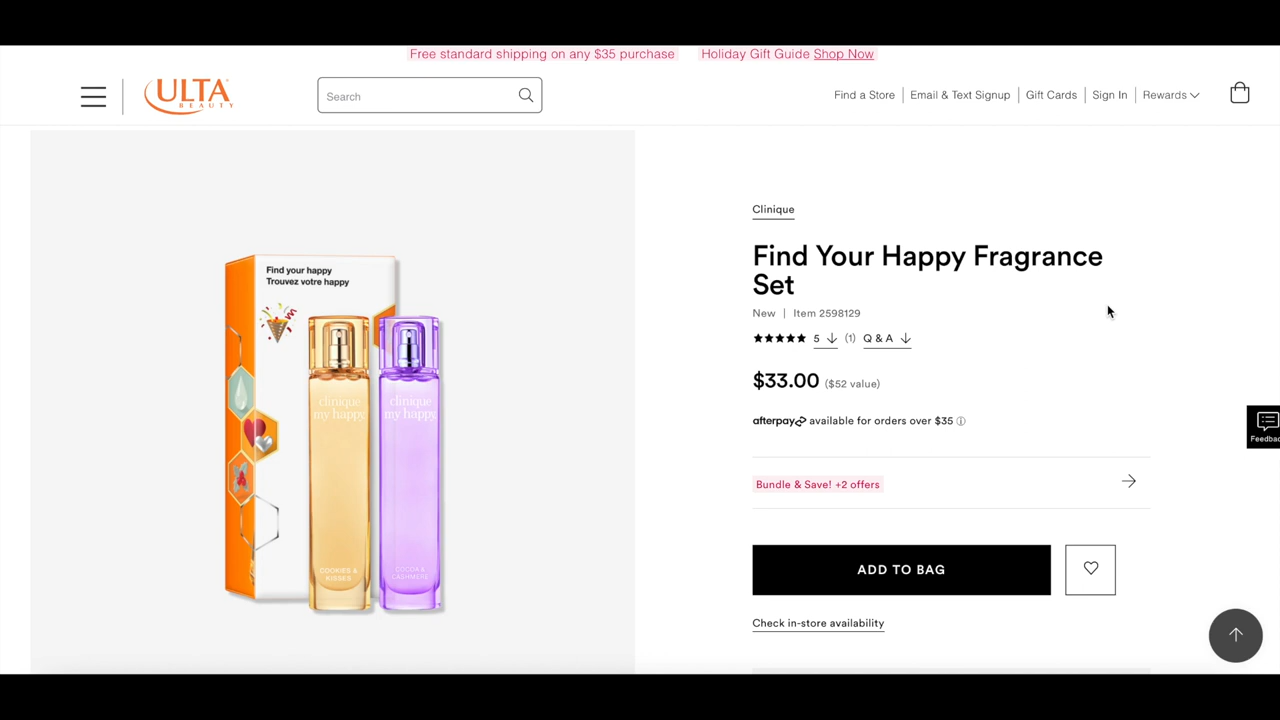 Free standard shipping on any $35 purchase Holiday Gift Guide Shop Now
ULTA
BEAUTY
Search
Find a Store
Email & Text Signup
Gift Cards
Sign In
Rewards
Clinique
Find Your Happy Fragrance
Set
New | Item 2598129
5 (1) Q & A
$33.00 ($52 value)
afterpay available for orders over $35
Bundle & Save! +2 offers
ADD TO BAG
Check in-store availability
Feedbac
Find your happy
Trouvez votre happy
clinique
my happy
COOKIES &
KISSES
clinique
my happy
COCOA &
CASHMERE